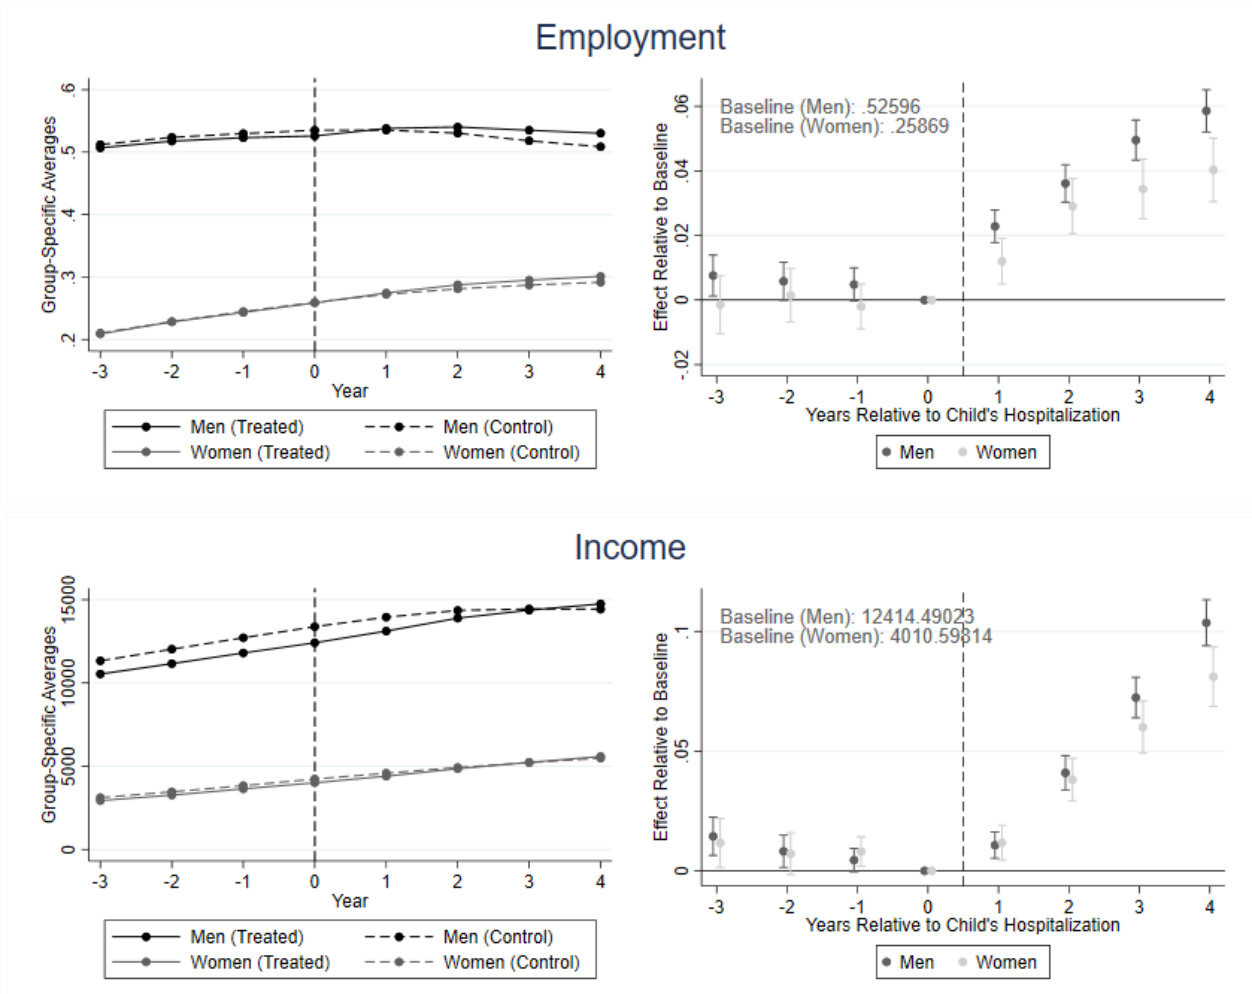 Employment
Group-Specific Averages
.6
.5
.4
.3
.2
-3 -2 -1 0 1 2 3 4
Year
Men (Treated) Men (Control)
Women (Treated) Women (Control)
Effect Relative to Baseline
Baseline (Men): .52596
Baseline (Women): .25869
.06
.04
.02
0
-.02
-3 -2 -1 0 1 2 3 4
Years Relative to Child's Hospitalization
Men Women
Income
Group-Specific Averages
15000
10000
5000
0
-3 -2 -1 0 1 2 3 4
Year
Men (Treated) Men (Control)
Women (Treated) Women (Control)
Effect Relative to Baseline
Baseline (Men): 12414.49023
Baseline (Women): 4010.59814
.1
.05
0
-3 -2 -1 0 1 2 3 4
Years Relative to Child's Hospitalization
Men Women